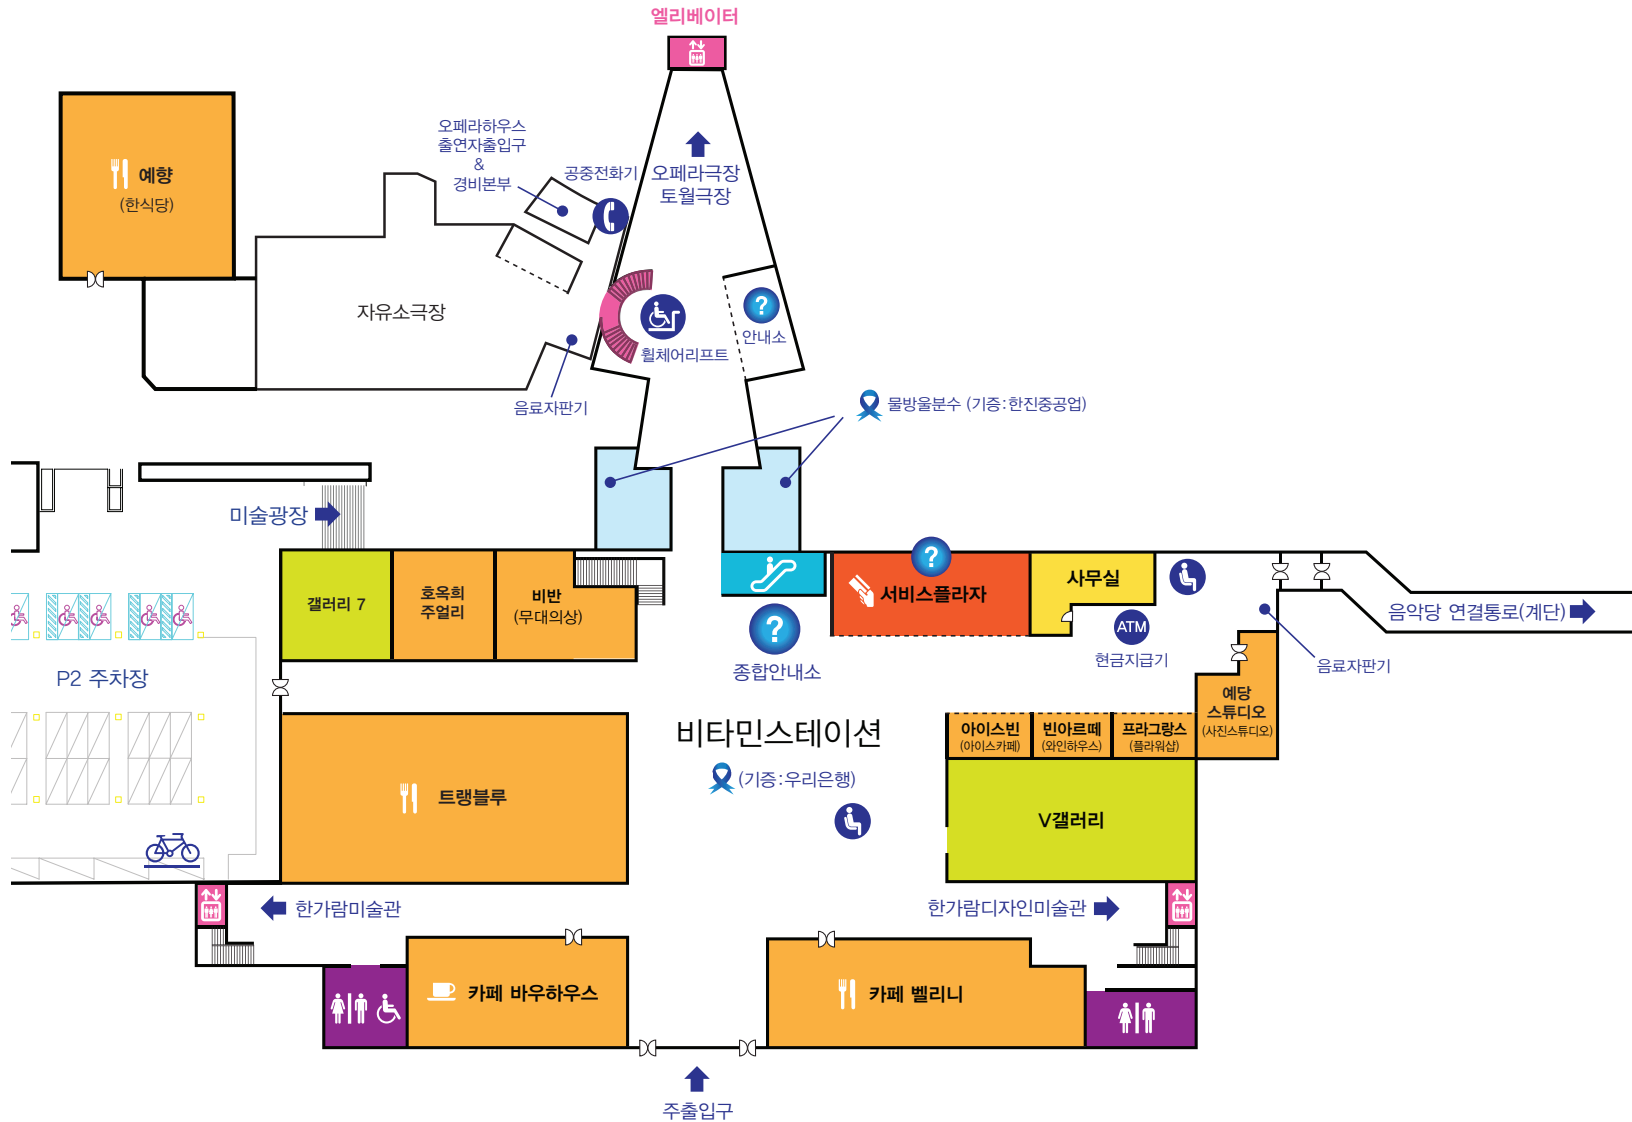 엘리베이터
오페라하우스
출연자출입구
&
경비본부
공중전화기
오페라극장
토월극장
예향
(한식당)
자유소극장
?
안내소
휠체어리프트
음료자판기
물방울분수 (기증:한진중공업)
미술광장
갤러리 7
호옥희
주얼리
비반
(무대의상)
?
서비스플라자
사무실
?
종합안내소
ATM
현금지급기
음악당 연결통로(계단)
음료자판기
P2 주차장
예당
스튜디오
(사진스튜디오)
비타민스테이션
(기증:우리은행)
아이스빈
(아이스카페)
빈아르떼
(와인하우스)
프라그랑스
(플라워샵)
트랭블루
V갤러리
한가람미술관
한가람디자인미술관
카페 바우하우스
카페 벨리니
주출입구